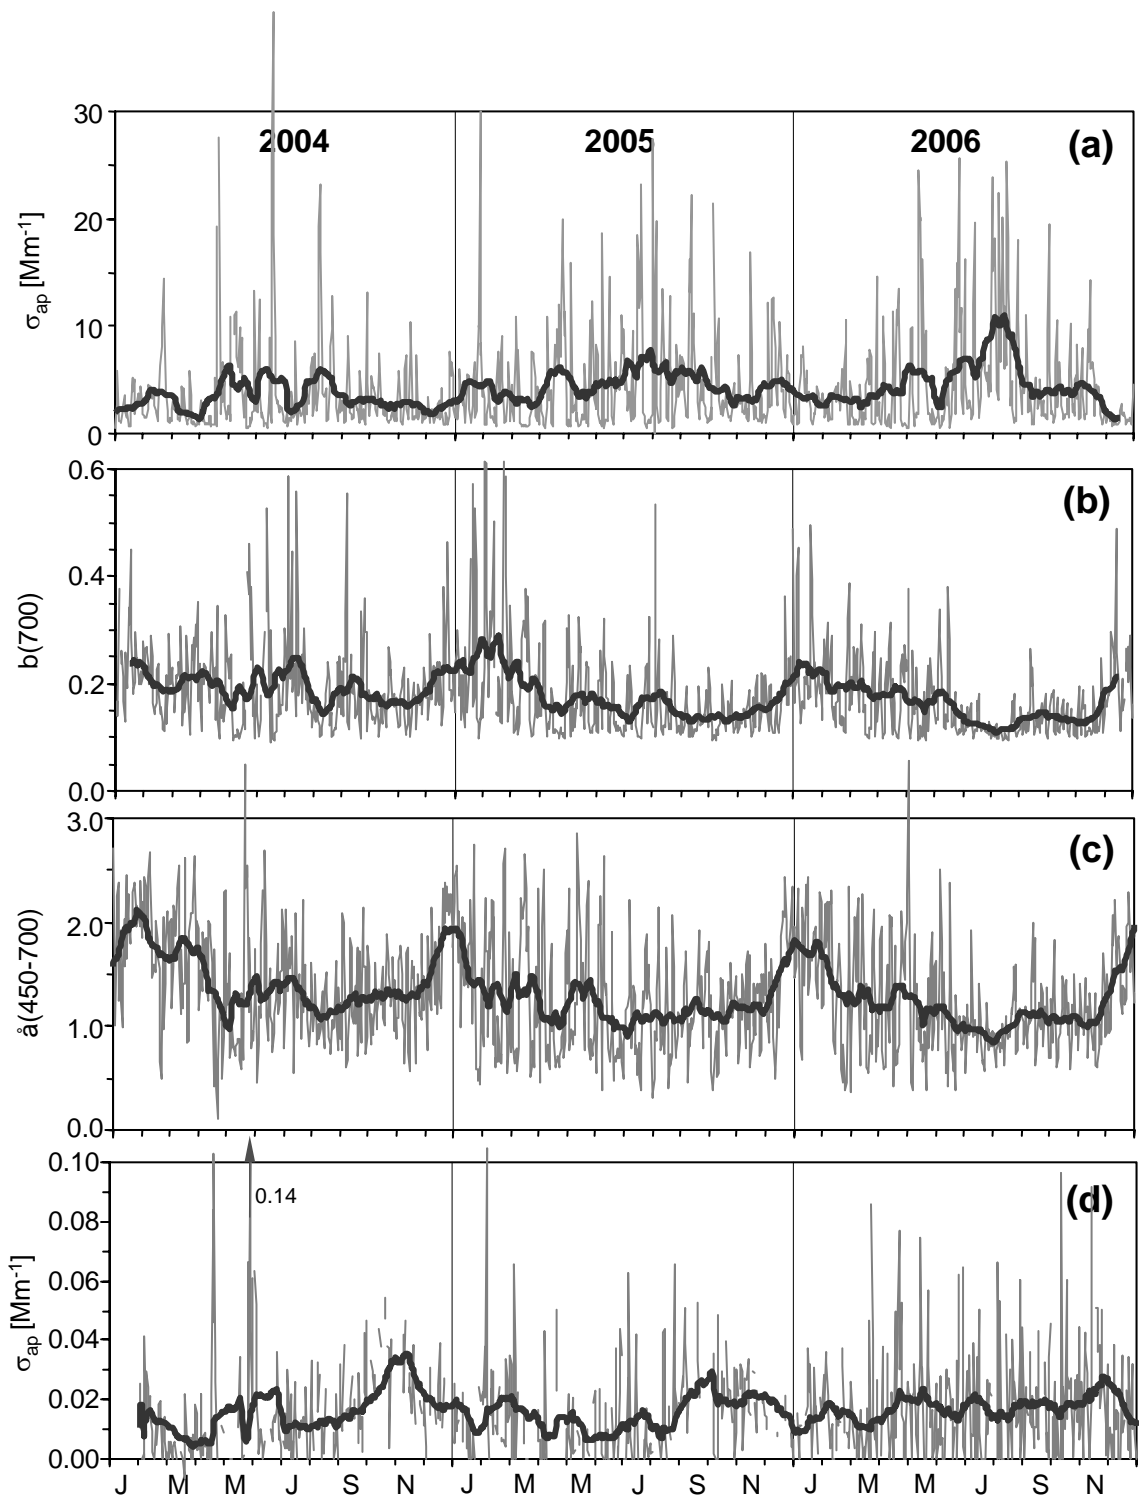 30
2004
2005
2006
(a)
20
10
0
σap [Mm-1]
0.6
(b)
0.4
0.2
0.0
b(700)
3.0
(c)
2.0
1.0
0.0
å(450-700)
0.10
0.14
(d)
0.08
0.06
0.04
0.02
0.00
σap [Mm-1]
J M M J S N J M M J S N J M M J S N